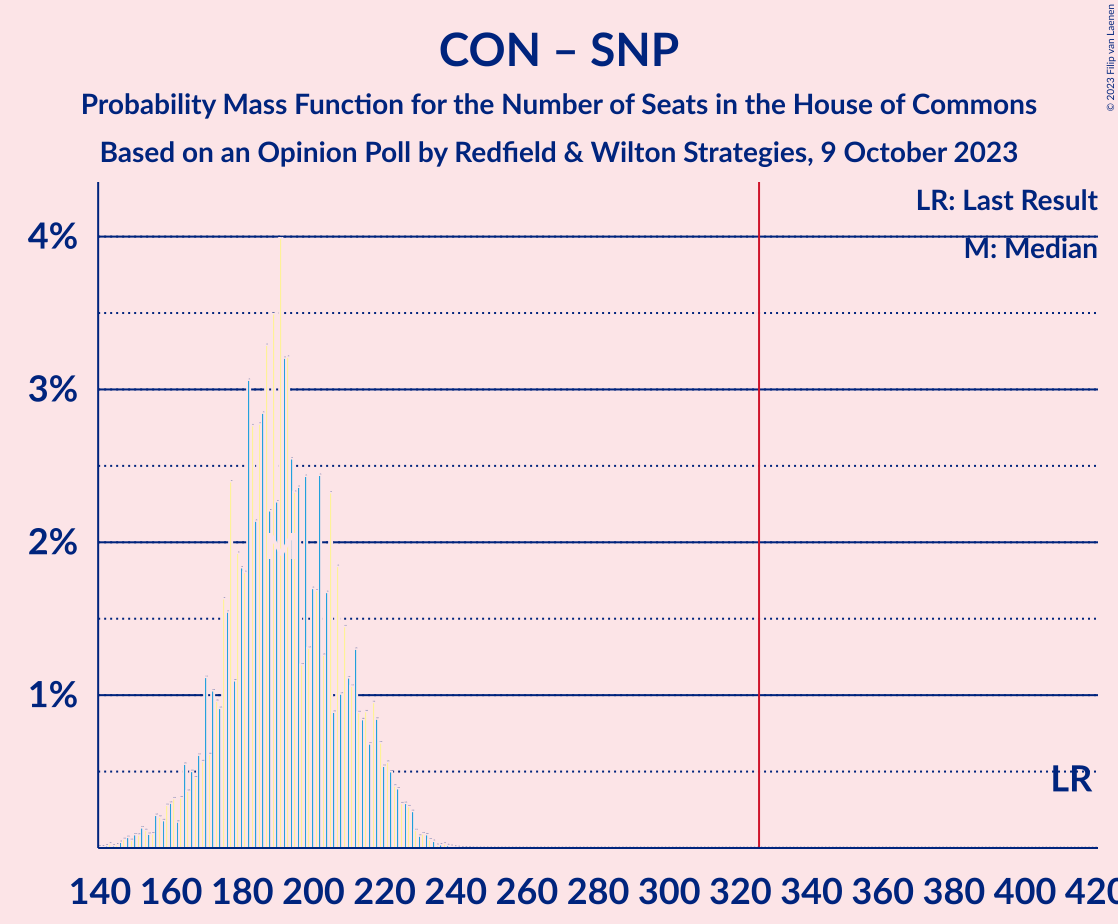 CON – SNP
Probability Mass Function for the Number of Seats in the House of Commons
Based on an Opinion Poll by Redfield & Wilton Strategies, 9 October 2023
© 2023 Filip van Laenen
LR: Last Result
M: Median
4%
3%
2%
1%
LR
140 160 180 200 220 240 260 280 300 320 340 360 380 400 420